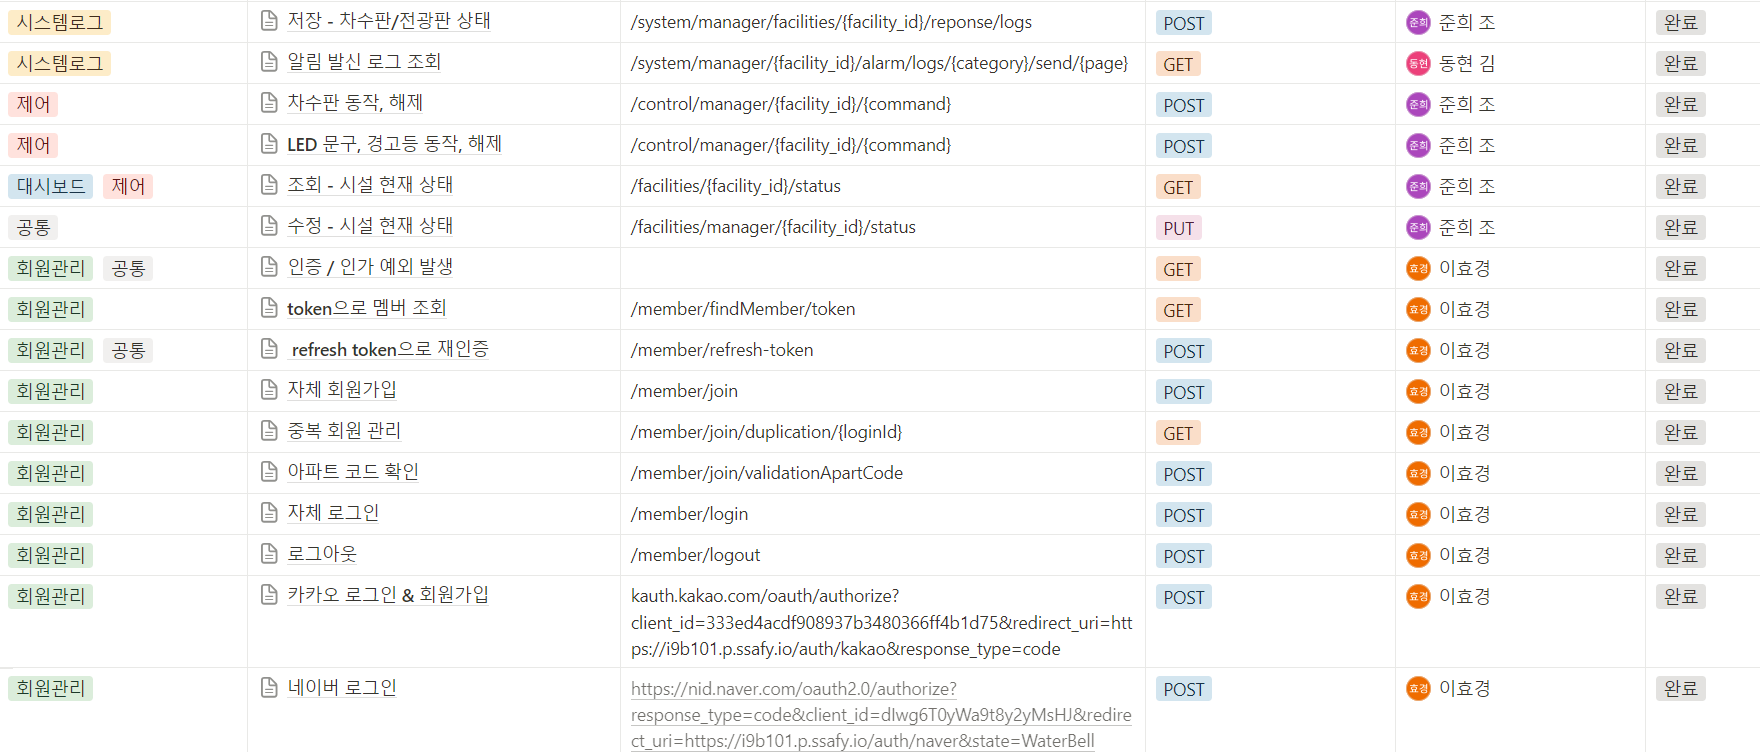 시스템로그 저장 - 차수판/전광판 상태 /system/manager/facilities/{facility_id}/reponse/logs POST 준희 준희 조 완료
시스템로그 알림 발신 로그 조회 /system/manager/{facility_id}/alarm/logs/{category}/send/{page} GET 동현 동현 김 완료
제어 차수판 동작, 해제 /control/manager/{facility_id}/{command} POST 준희 준희 조 완료
제어 LED 문구, 경고등 동작, 해제 /control/manager/{facility_id}/{command} POST 준희 준희 조 완료
대시보드 제어 조회 - 시설 현재 상태 /facilities/{facility_id}/status GET 준희 준희 조 완료
공통 수정 - 시설 현재 상태 /facilities/manager/{facility_id}/status PUT 준희 준희 조 완료
회원관리 공통 인증 / 인가 예외 발생 GET 효경 이효경 완료
회원관리 token으로 멤버 조회 /member/findMember/token GET 효경 이효경 완료
회원관리 공통 refresh token으로 재인증 /member/refresh-token POST 효경 이효경 완료
회원관리 자체 회원가입 /member/join POST 효경 이효경 완료
회원관리 중복 회원 관리 /member/join/duplication/{loginId} GET 효경 이효경 완료
회원관리 아파트 코드 확인 /member/join/validationApartCode POST 효경 이효경 완료
회원관리 자체 로그인 /member/login POST 효경 이효경 완료
회원관리 로그아웃 /member/logout POST 효경 이효경 완료
회원관리 카카오 로그인 & 회원가입 kauth.kakao.com/oauth/authorize? POST 효경 이효경 완료
client_id=333ed4acdf908937b3480366ff4b1d75&redirect_uri=htt
ps://i9b101.p.ssafy.io/auth/kakao&response_type=code
회원관리 네이버 로그인 https://nid.naver.com/oauth2.0/authorize? POST 효경 이효경 완료
response_type=code&client_id=dIwg6T0yWa9t8y2yMsHJ&redire
ct_uri=https://i9b101.p.ssafy.io/auth/naver&state=WaterBell